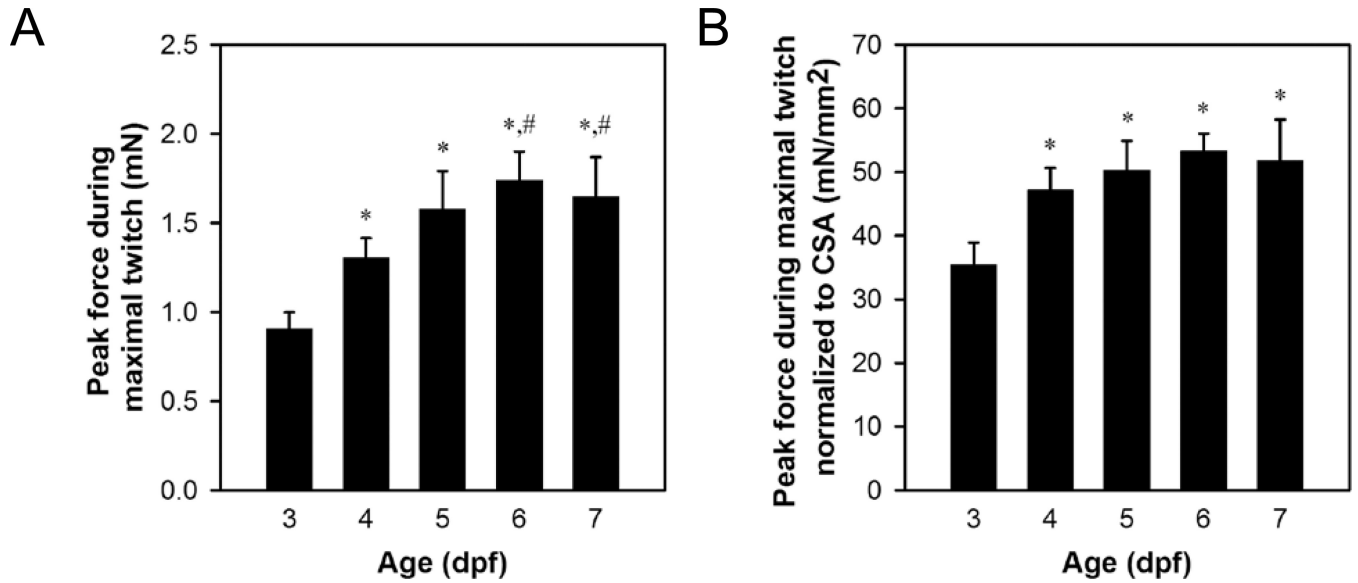 A
Peak force during
maximal twitch (mN)
2.5
2.0
1.5
1.0
0.5
0.0
*
*
*,#
*,#
3 4 5 6 7
Age (dpf)
B
Peak force during maximal twitch
normalized to CSA (mN/mm2)
70
60
50
40
30
20
10
0
*
*
*
*
3 4 5 6 7
Age (dpf)